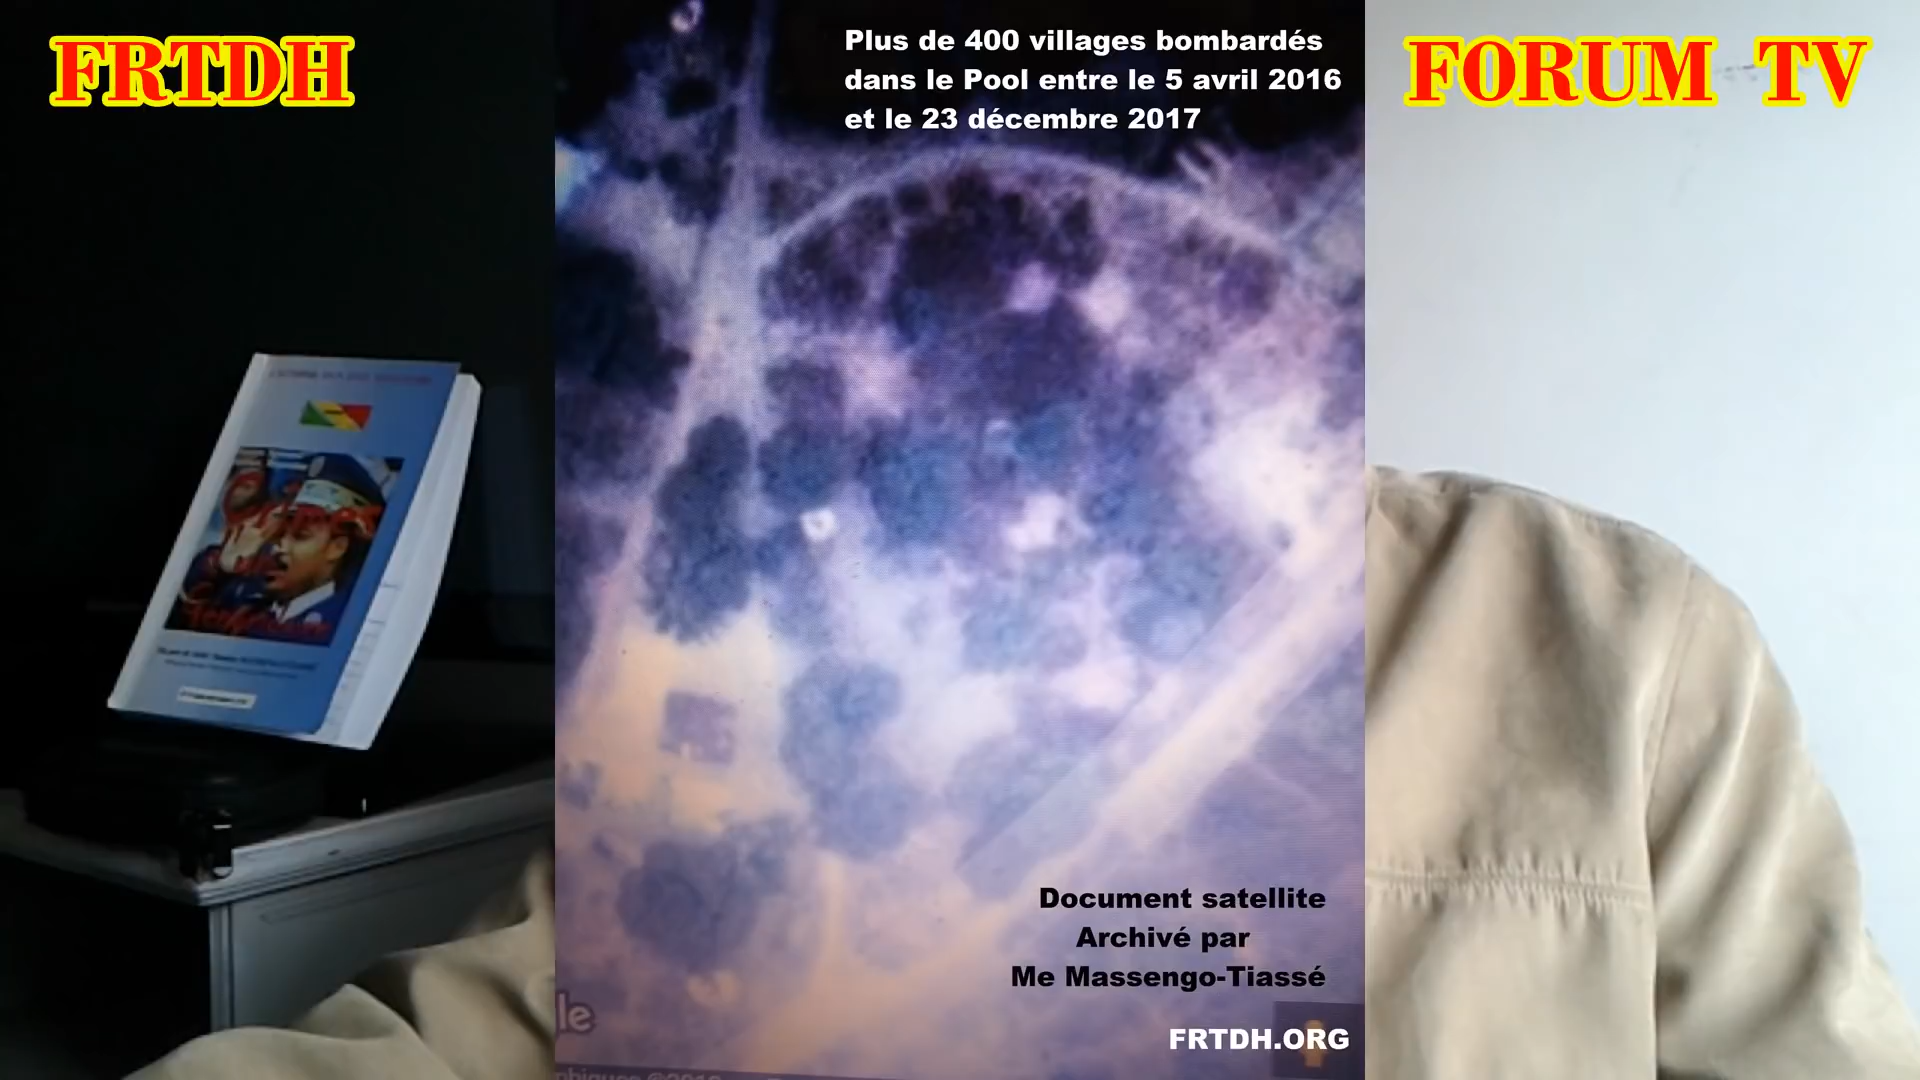 FRTDH
Plus de 400 villages bombardés
dans le Pool entre le 5 avril 2016
et le 23 décembre 2017
FORUM TV
Document satellite
Archivé par
Me Massengo-Tiassé
FRTDH.ORG
le